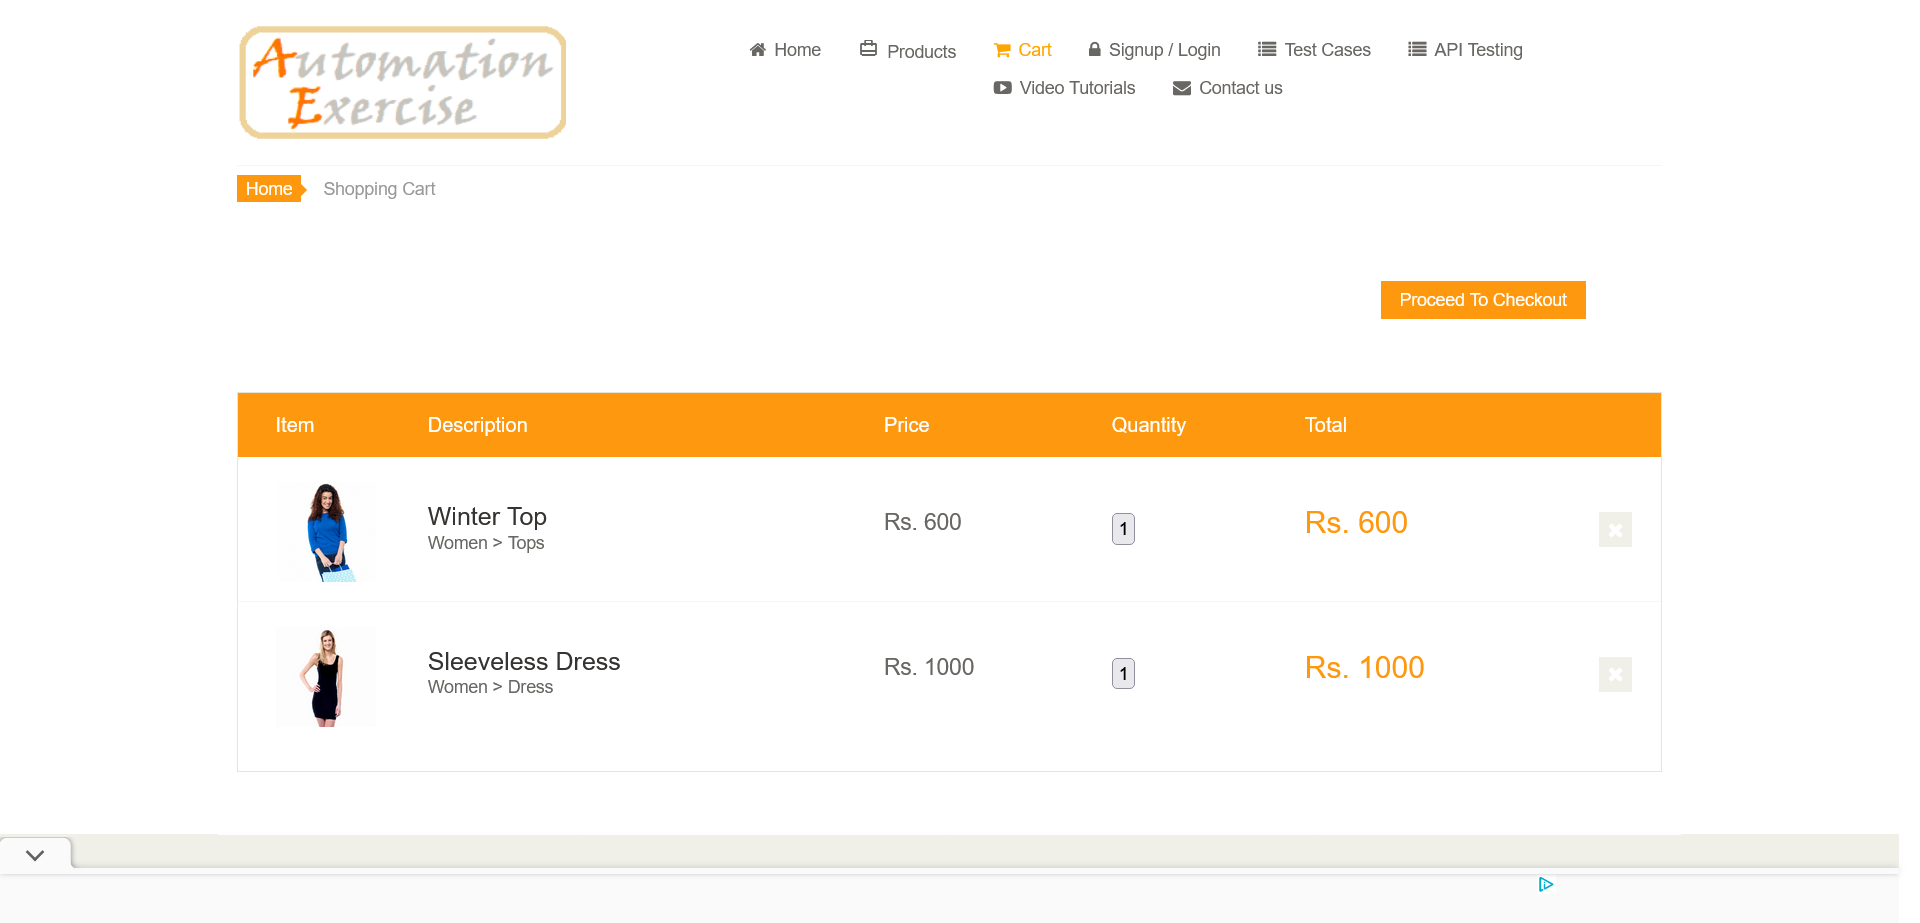 Automation
Exercise
Home Products Cart Signup / Login Test Cases API Testing
Video Tutorials Contact us
Home Shopping Cart
Proceed To Checkout
Item Description Price Quantity Total
Winter Top
Women > Tops
Rs. 600 1 Rs. 600
Sleeveless Dress
Women > Dress
Rs. 1000 1 Rs. 1000